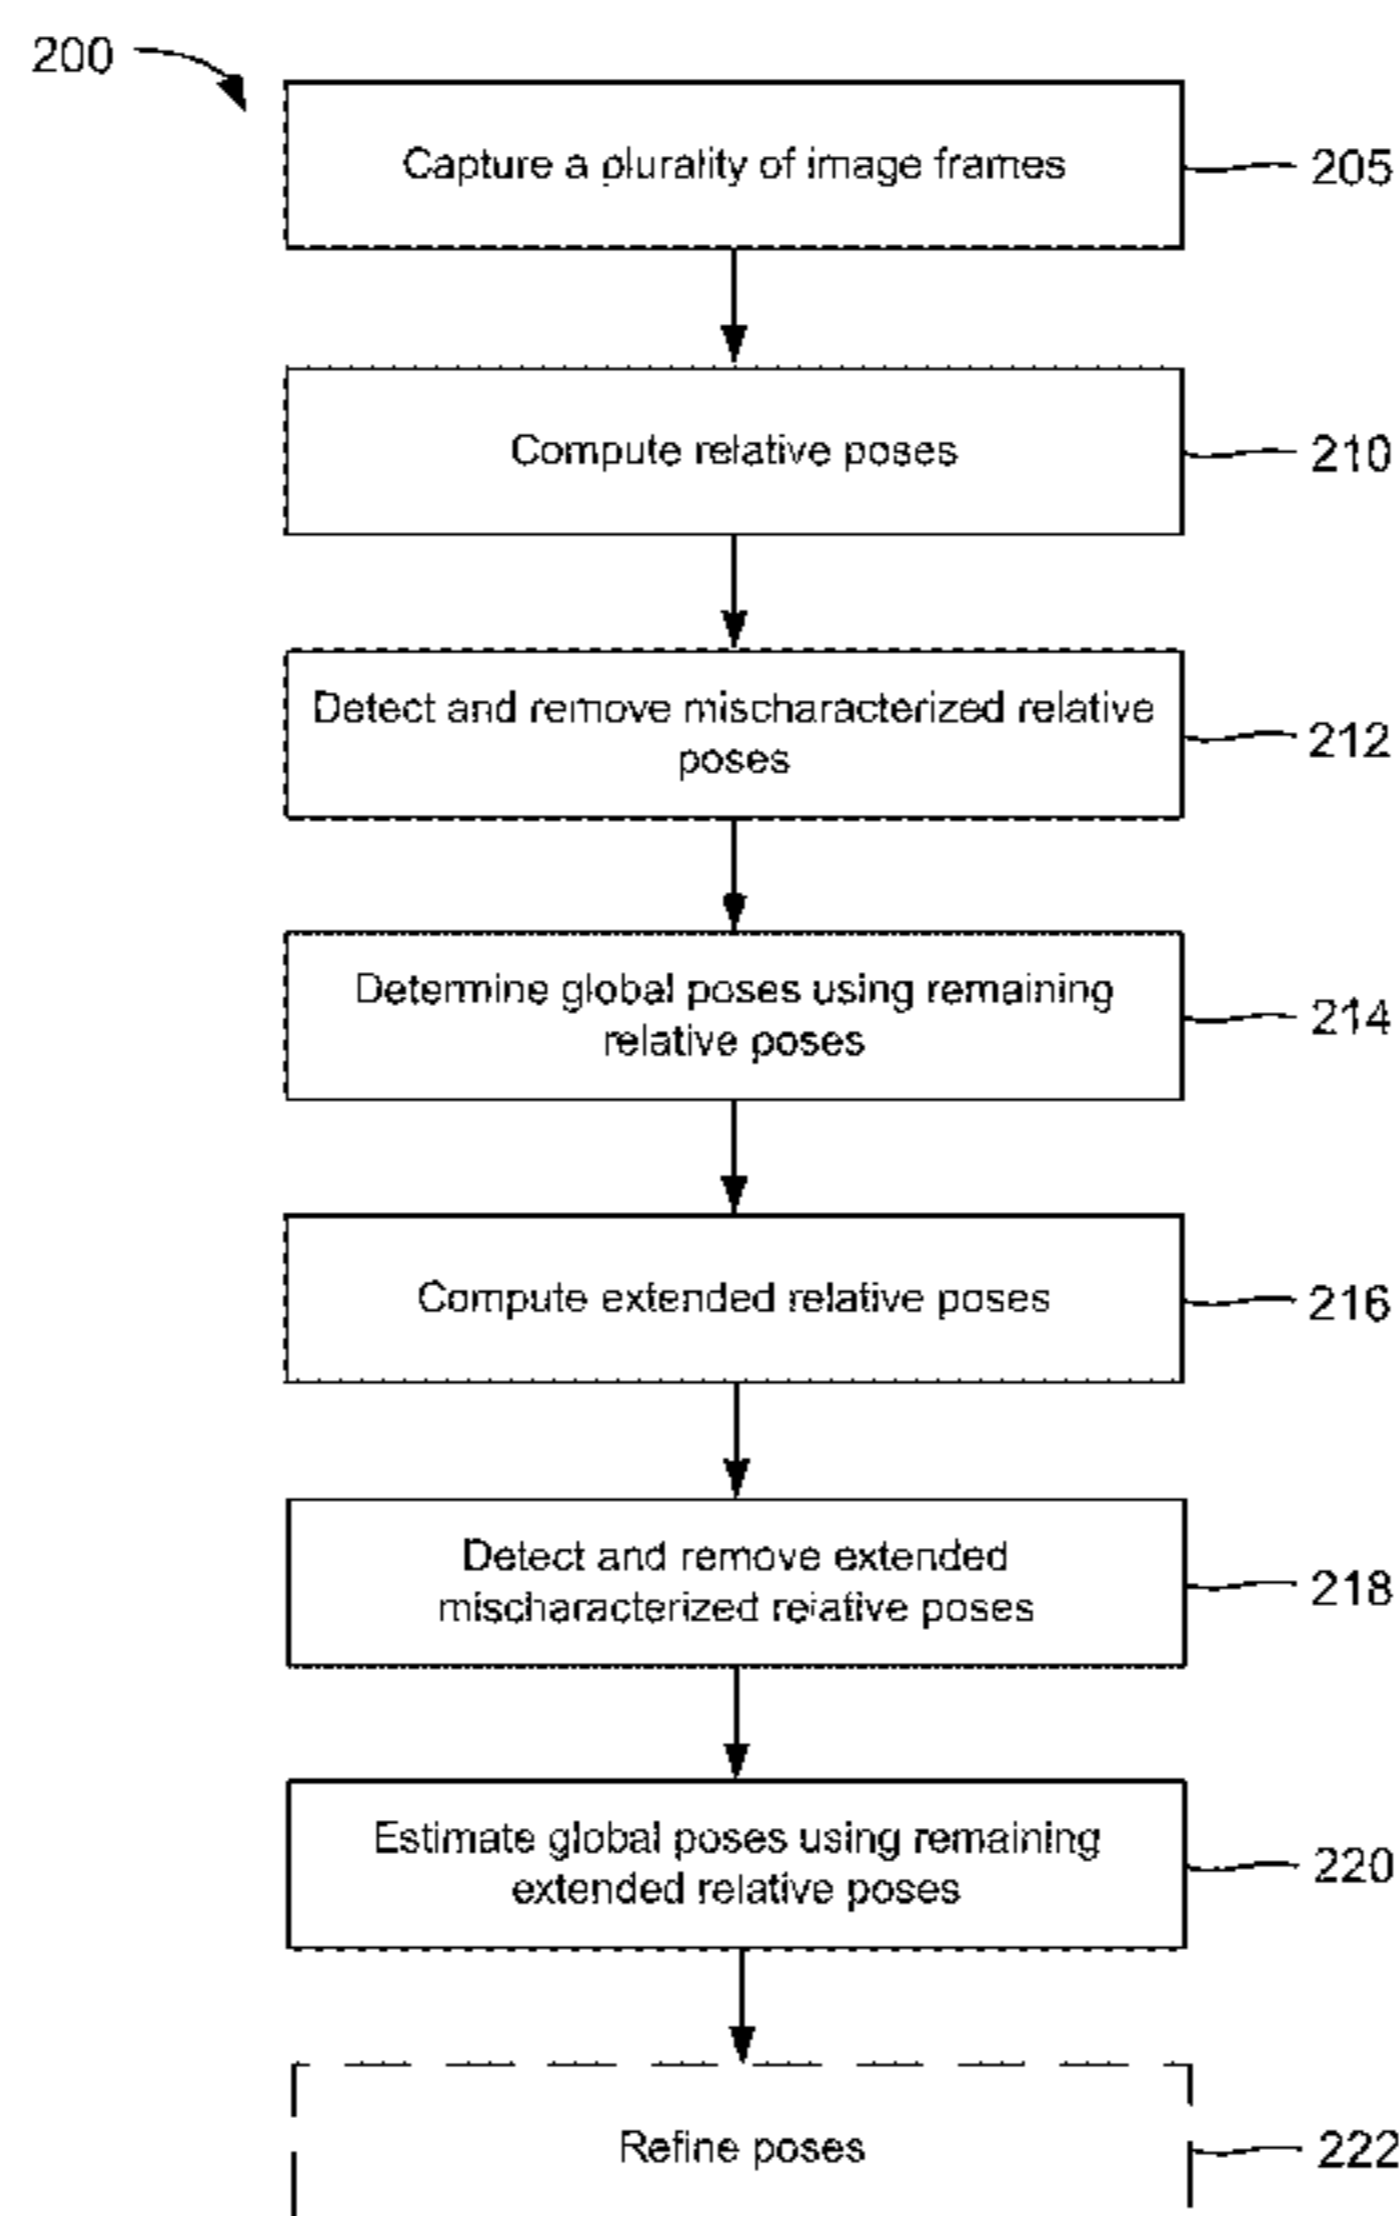 200
Capture a plurality of image frames
205
Compute relative poses
210
Detect and remove mischaracterized relative
poses
212
Determine global poses using remaining
relative poses
214
Compute extended relative poses
216
Detect and remove extended
mischaracterized relative poses
218
Estimate global poses using remaining
extended relative poses
220
Refine poses
222